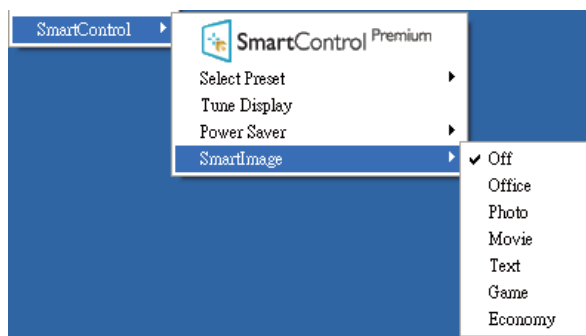 SmartControl
SmartControl Premium
Select Preset
Tune Display
Power Saver
SmartImage
Off
Office
Photo
Movie
Text
Game
Economy